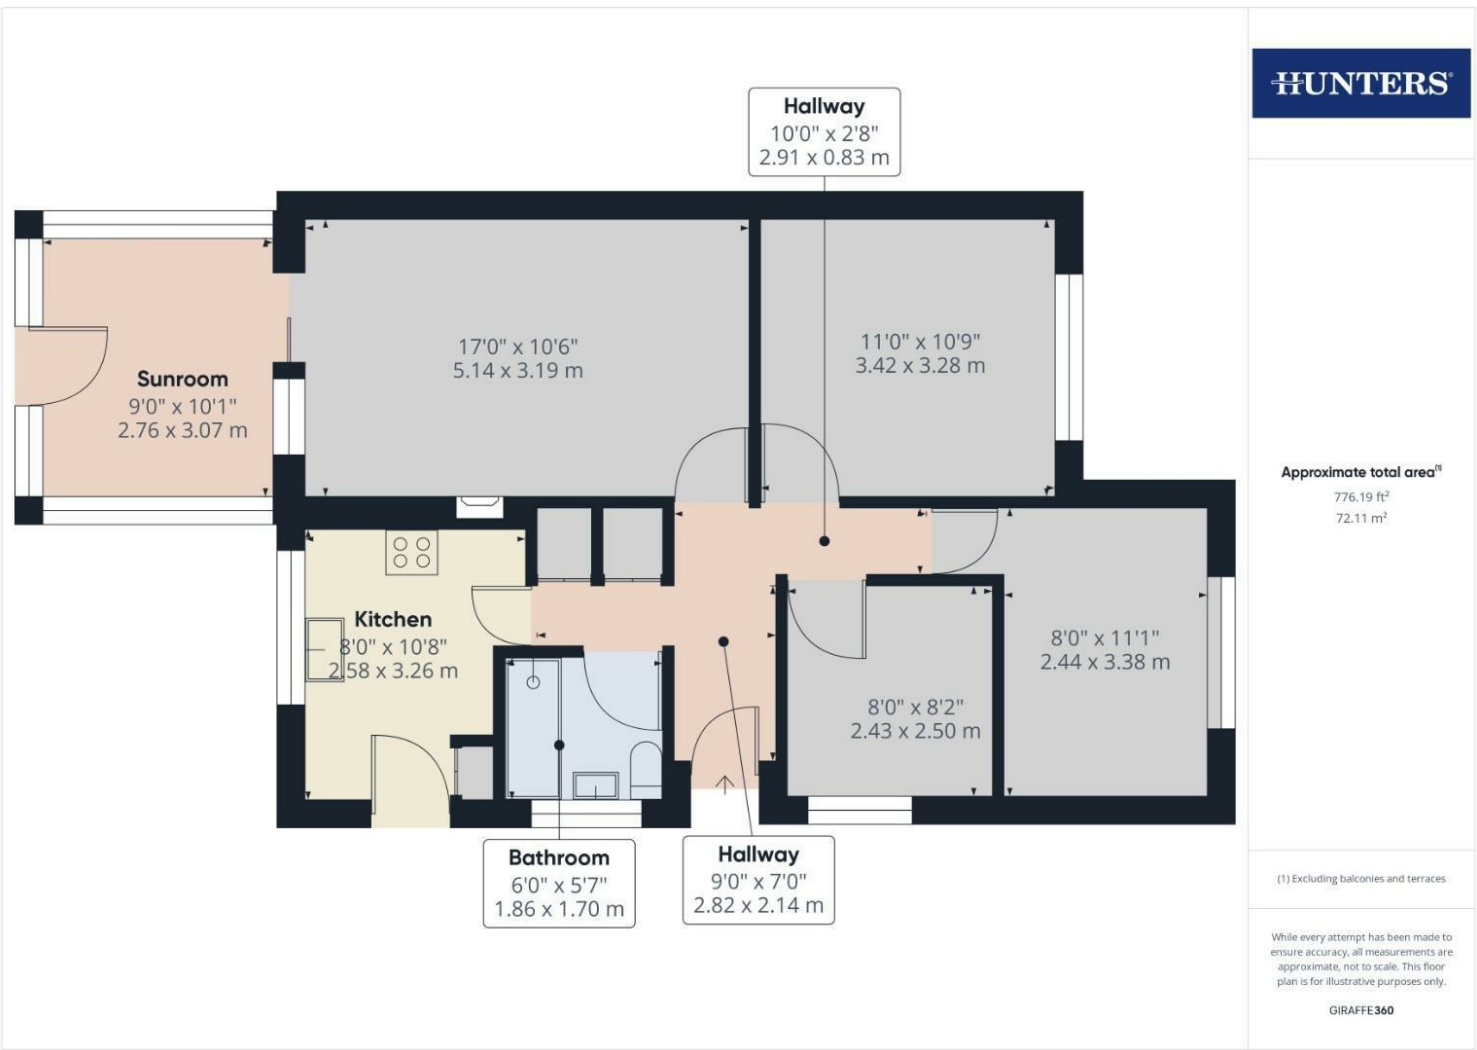 HUNTERS®
Hallway
10'0" x 2'8"
2.91 x 0.83 m
17'0" x 10'6"
5.14 x 3.19 m
11'0" x 10'9"
3.42 x 3.28 m
Sunroom
9'0" x 10'1"
2.76 x 3.07 m
Kitchen
8'0" x 10'8"
2.58 x 3.26 m
8'0" x 11'1"
2.44 x 3.38 m
8'0" x 8'2"
2.43 x 2.50 m
Bathroom
6'0" x 5'7"
1.86 x 1.70 m
Hallway
9'0" x 7'0"
2.82 x 2.14 m
Approximate total area⁽¹⁾
776.19 ft²
72.11 m²
(1) Excluding balconies and terraces
While every attempt has been made to
ensure accuracy, all measurements are
approximate, not to scale. This floor
plan is for illustrative purposes only.
GIRAFFE360